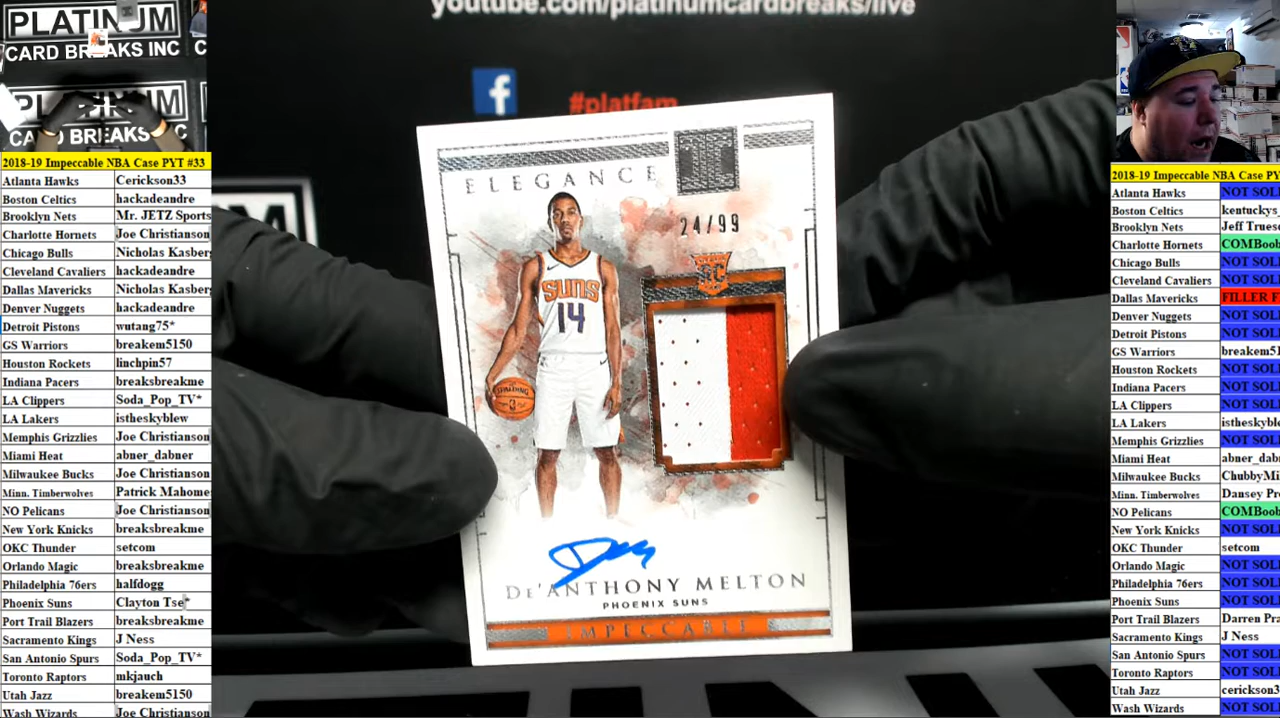 youtube.com/platinumcardbreaks/live
PLATINUM
CARD BREAKS INC
#platfam
ELEGANCE
24/99
RC
SUNS
14
SPALDING
De'Anthony Melton
PHOENIX SUNS
IMPECCABLE
2018-19 Impeccable NBA Case PYT #33
Atlanta Hawks Cerickson33
Boston Celtics hackadeandre
Brooklyn Nets Mr. JETZ Sports
Charlotte Hornets Joe Christianson
Chicago Bulls Nicholas Kasber
Cleveland Cavaliers hackadeandre
Dallas Mavericks Nicholas Kasber
Denver Nuggets hackadeandre
Detroit Pistons wutang75*
GS Warriors breakem5150
Houston Rockets linchpin57
Indiana Pacers breaksbreakme
LA Clippers Soda_Pop_TV*
LA Lakers istheskyblew
Memphis Grizzlies Joe Christianson
Miami Heat abner_dabner
Milwaukee Bucks Joe Christianson
Minn. Timberwolves Patrick Mahome
NO Pelicans Joe Christianson
New York Knicks breaksbreakme
OKC Thunder setcom
Orlando Magic breaksbreakme
Philadelphia 76ers halfdogg
Phoenix Suns Clayton Tse*
Port Trail Blazers breaksbreakme
Sacramento Kings J Ness
San Antonio Spurs Soda_Pop_TV*
Toronto Raptors mkjauch
Utah Jazz breakem5150
Wash Wizards Joe Christianson
2018-19 Impeccable NBA Case PY
Atlanta Hawks NOT SOL
Boston Celtics kentuckys
Brooklyn Nets Jeff Trues
Charlotte Hornets COMBoob
Chicago Bulls NOT SOL
Cleveland Cavaliers NOT SOL
Dallas Mavericks FILLER F
Denver Nuggets NOT SOL
Detroit Pistons NOT SOL
GS Warriors breakem51
Houston Rockets NOT SOL
Indiana Pacers NOT SOL
LA Clippers NOT SOL
LA Lakers istheskyble
Memphis Grizzlies NOT SOL
Miami Heat abner_dab
Milwaukee Bucks ChubbyMi
Minn. Timberwolves Dansey Pr
NO Pelicans COMBoob
New York Knicks NOT SOL
OKC Thunder setcom
Orlando Magic NOT SOL
Philadelphia 76ers NOT SOL
Phoenix Suns NOT SOL
Port Trail Blazers Darren Pra
Sacramento Kings J Ness
San Antonio Spurs NOT SOL
Toronto Raptors NOT SOL
Utah Jazz cerickson3
Wash Wizards NOT SOL